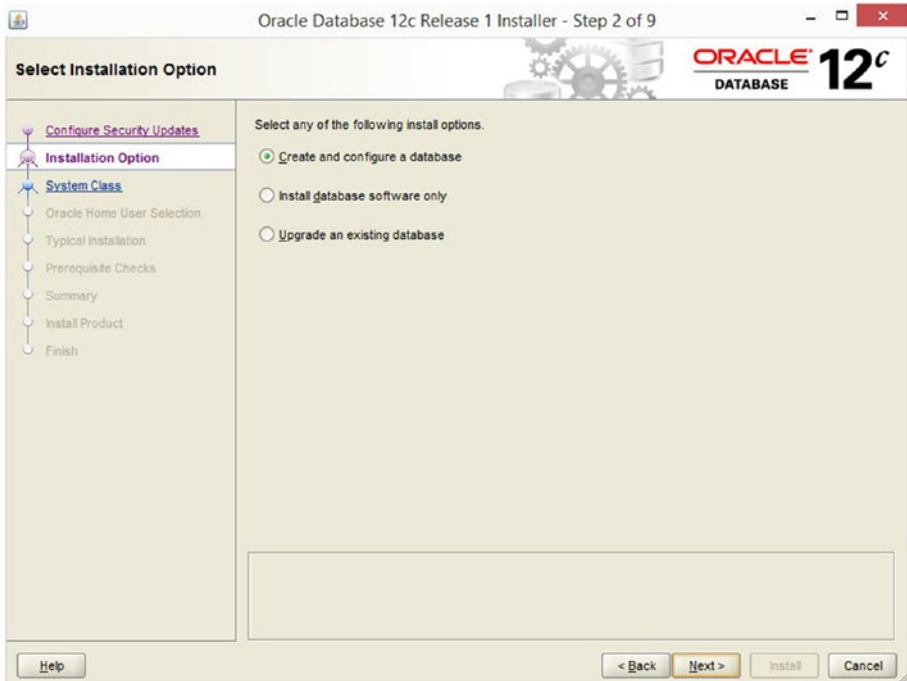 Oracle Database 12c Release 1 Installer - Step 2 of 9
Select Installation Option
ORACLE 12c
DATABASE
Configure Security Updates
Installation Option
System Class
Oracle Home User Selection
Typical Installation
Prerequisite Checks
Summary
Install Product
Finish
Select any of the following install options.
Create and configure a database
Install database software only
Upgrade an existing database
Help
< Back
Next >
Install
Cancel